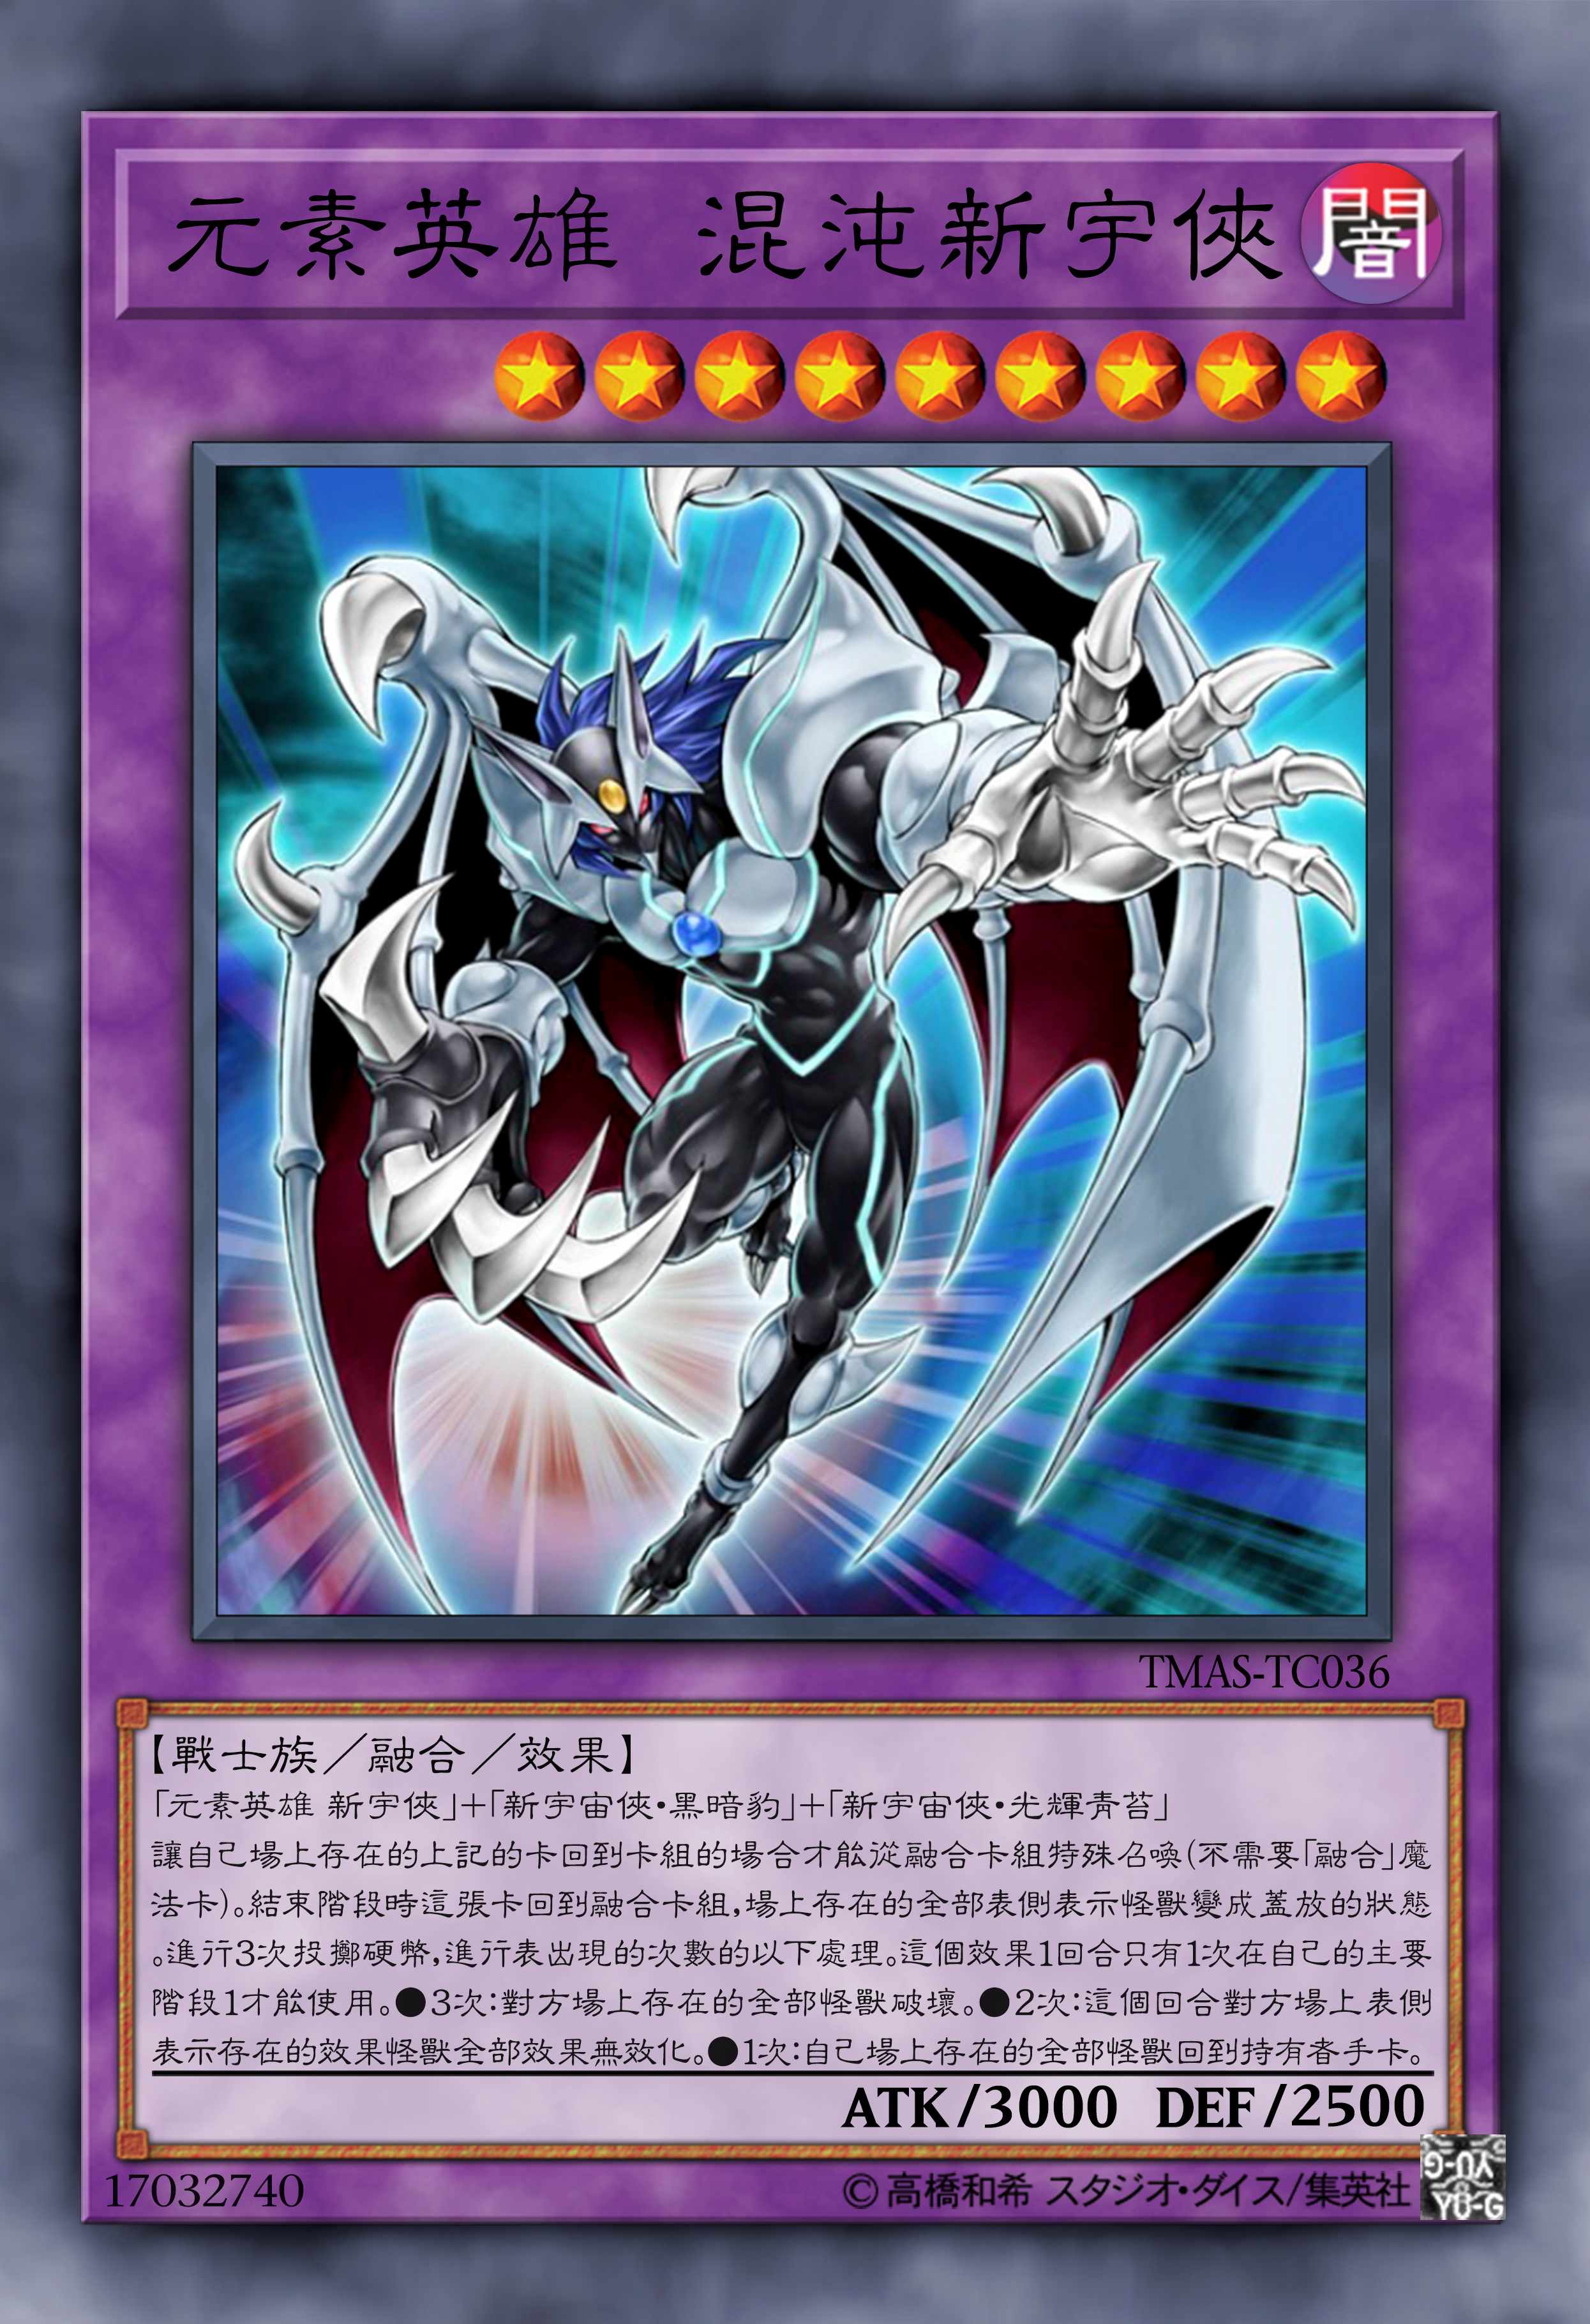 元素英雄 混沌新宇俠 闇
TMAS-TC036
【戰士族／融合／效果】
「元素英雄 新宇俠」+「新宇宙俠•黑暗豹」+「新宇宙俠•光輝青苔」
讓自己場上存在的上記的卡回到卡組的場合才能從融合卡組特殊召喚(不需要「融合」魔
法卡)。結束階段時這張卡回到融合卡組,場上存在的全部表側表示怪獸變成蓋放的狀態
。進行3次投擲硬幣,進行表出現的次數的以下處理。這個效果1回合只有1次在自己的主要
階段1才能使用。●3次:對方場上存在的全部怪獸破壞。●2次:這個回合對方場上表側
表示存在的效果怪獸全部效果無效化。●1次:自己場上存在的全部怪獸回到持有者手卡。
ATK/3000 DEF/2500
17032740
©高橋和希 スタジオ・ダイス/集英社
YU-G
YU-G